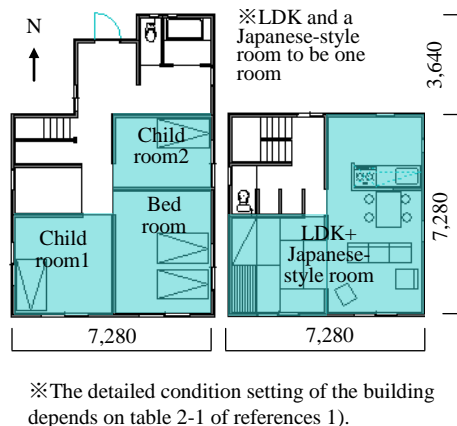 N
※LDK and a
Japanese-style
room to be one
room
3,640
Child
room2
Bed
room
Child
room1
LDK+
Japanese-
style room
7,280
7,280
7,280
※The detailed condition setting of the building
depends on table 2-1 of references 1).